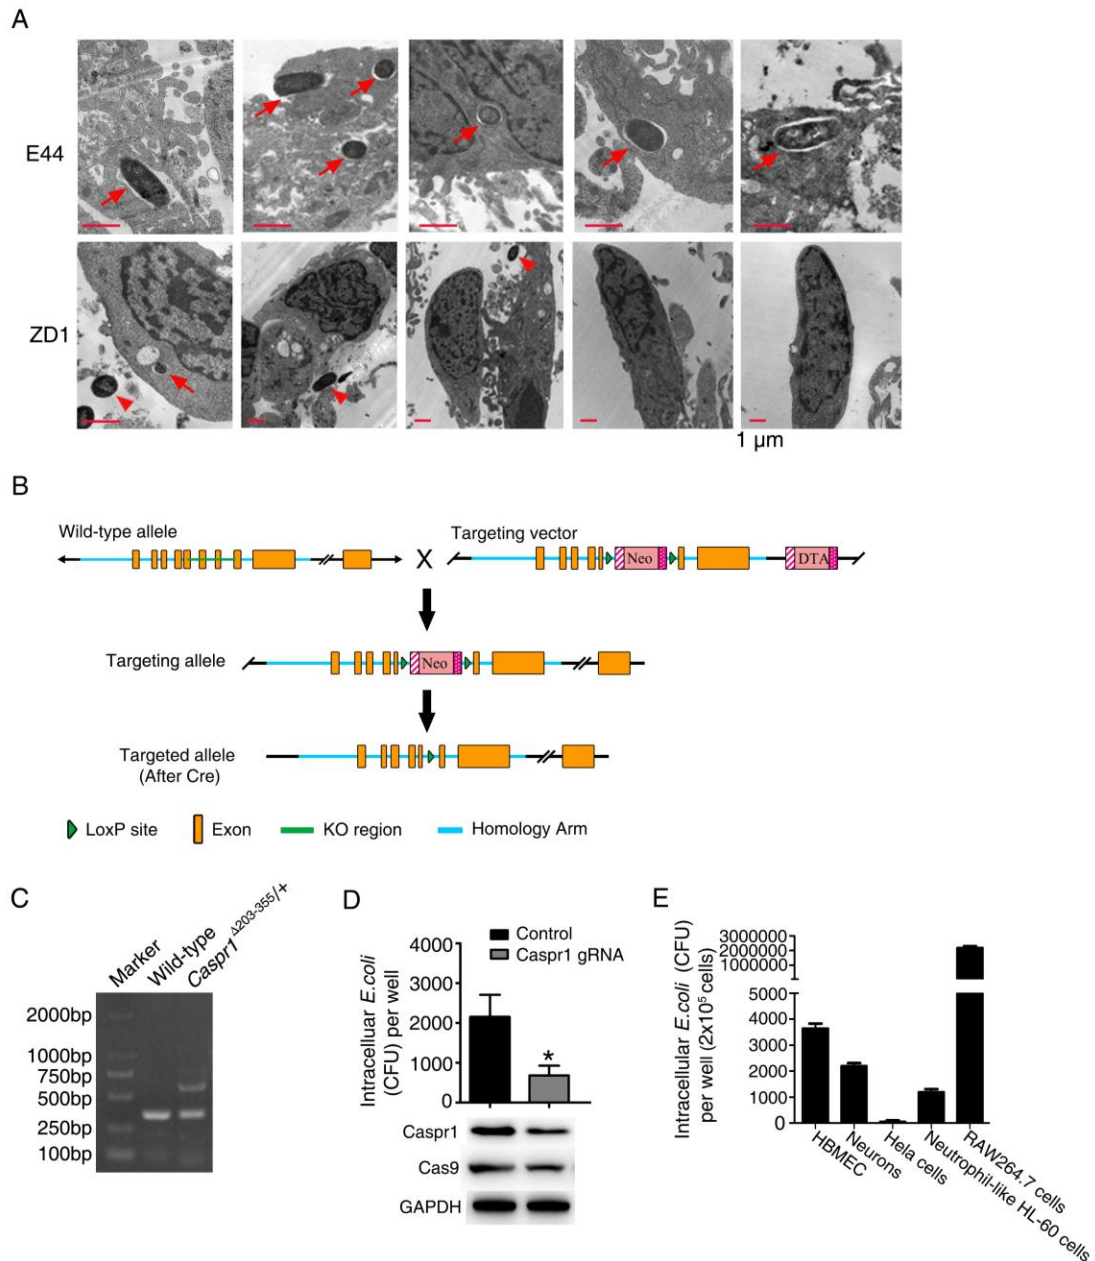 A
E44
ZD1
1 µm
B
Wild-type allele
Targeting vector
X
Neo
DTA
Targeting allele
Neo
Targeted allele
(After Cre)
LoxP site
Exon
KO region
Homology Arm
C
Marker
Wild-type
Caspr1 Δ203-355/+
2000bp
1000bp
750bp
500bp
250bp
100bp
D
Control
Caspr1 gRNA
Intracelluar E.coli
(CFU) per well
4000
3000
2000
1000
0
*
Caspr1
Cas9
GAPDH
E
Intracelluar E.coli (CFU)
per well (2x10⁵ cells)
3000000
2000000
1000000
5000
4000
3000
2000
1000
0
HBMEC
Neurons
Hela cells
Neutrophil-like HL-60 cells
RAW264.7 cells